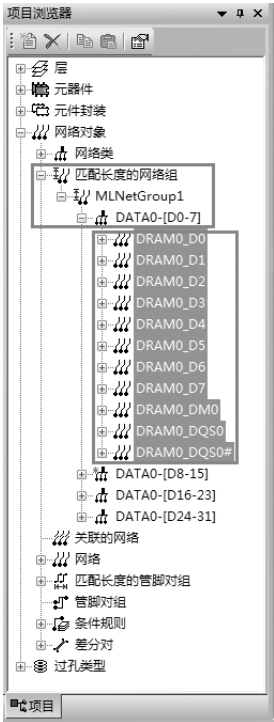 项目浏览器
层
元器件
元件封装
网络对象
网络类
匹配长度的网络组
MLNetGroup1
DATA0-[D0-7]
DRAM0_D0
DRAM0_D1
DRAM0_D2
DRAM0_D3
DRAM0_D4
DRAM0_D5
DRAM0_D6
DRAM0_D7
DRAM0_DM0
DRAM0_DQS0
DRAM0_DQS0#
DATA0-[D8-15]
DATA0-[D16-23]
DATA0-[D24-31]
关联的网络
网络
匹配长度的管脚对组
管脚对组
条件规则
差分对
过孔类型
项目